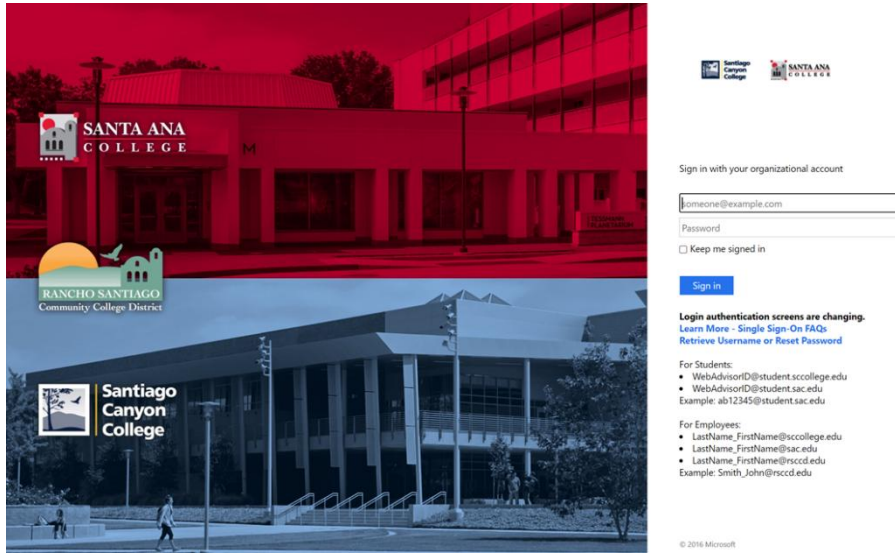 SANTA ANA
COLLEGE
M
RANCHO SANTIAGO
Community College District
Santiago
Canyon
College
Santiago
Canyon
College
SANTA ANA
COLLEGE
Sign in with your organizational account
someone@example.com
Password
Keep me signed in
Sign in
Login authentication screens are changing.
Learn More - Single Sign-On FAQs
Retrieve Username or Reset Password
For Students:
• WebAdvisorID@student.sccollege.edu
• WebAdvisorID@student.sac.edu
Example: ab12345@student.sac.edu
For Employees:
• LastName_FirstName@sccollege.edu
• LastName_FirstName@sac.edu
• LastName_FirstName@rsccd.edu
Example: Smith_John@rsccd.edu
© 2016 Microsoft